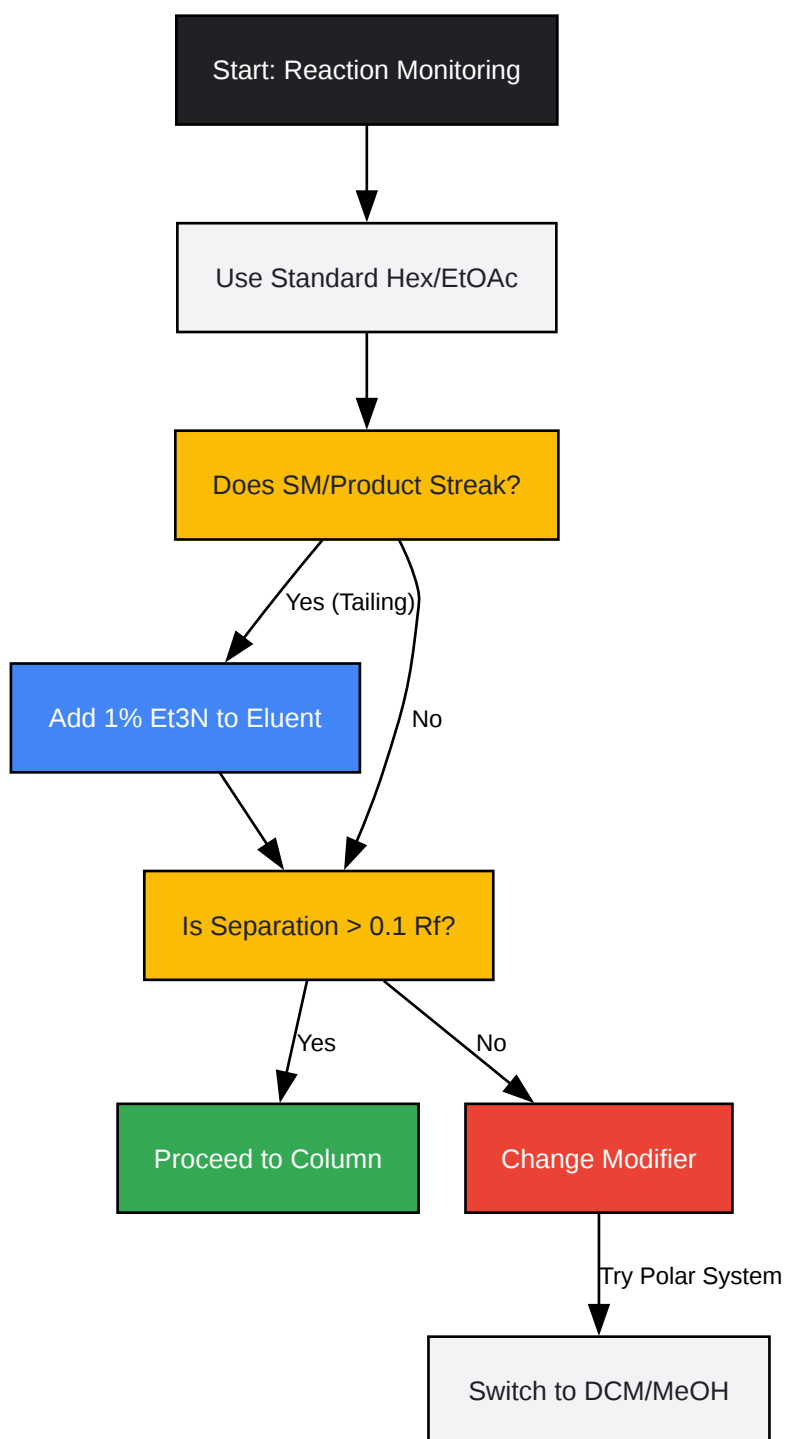 Start: Reaction Monitoring
Use Standard Hex/EtOAc
Does SM/Product Streak?
Yes (Tailing)
Add 1% Et3N to Eluent
No
Is Separation > 0.1 Rf?
Yes
No
Proceed to Column
Change Modifier
Try Polar System
Switch to DCM/MeOH